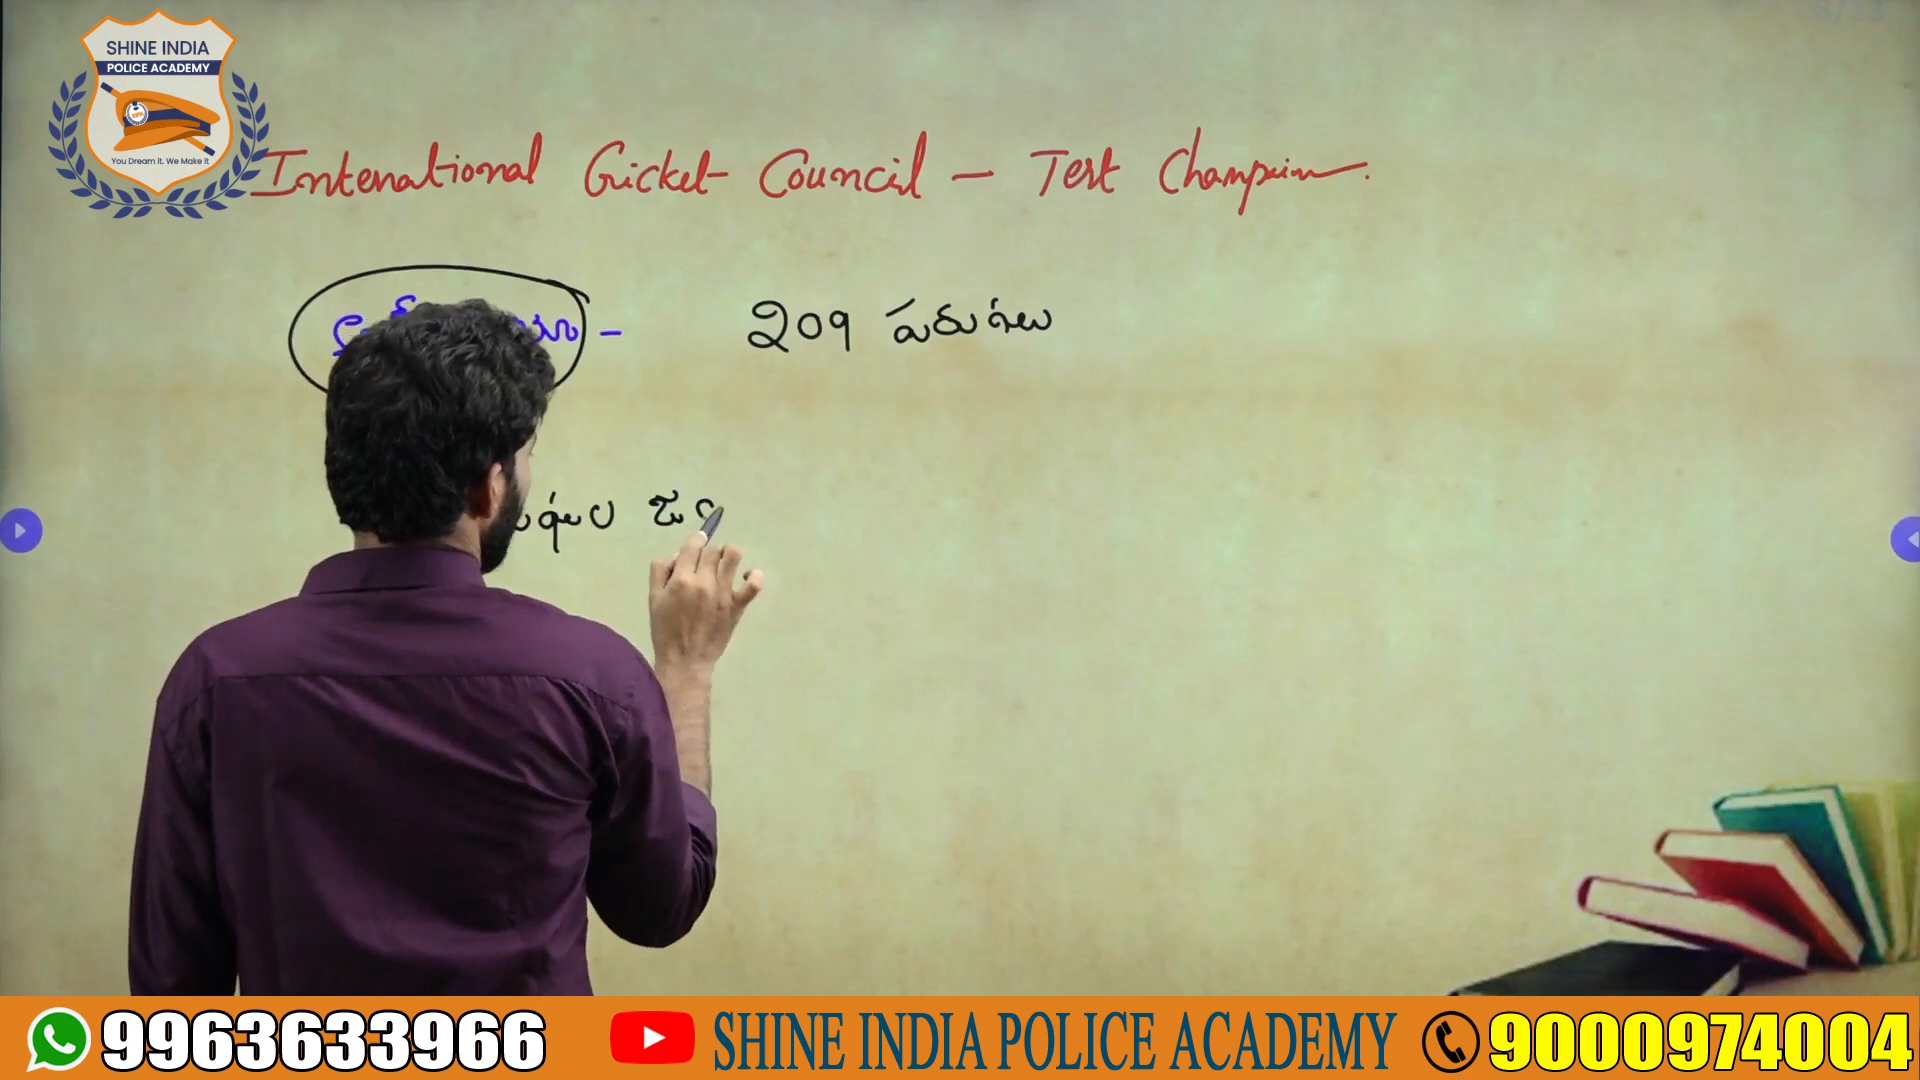 SHINE INDIA
POLICE ACADEMY
You Dream It. We Make It
Intenational Cricket Council - Test Champion.
- 209 పరుగులు
9963633966 SHINE INDIA POLICE ACADEMY 9000974004